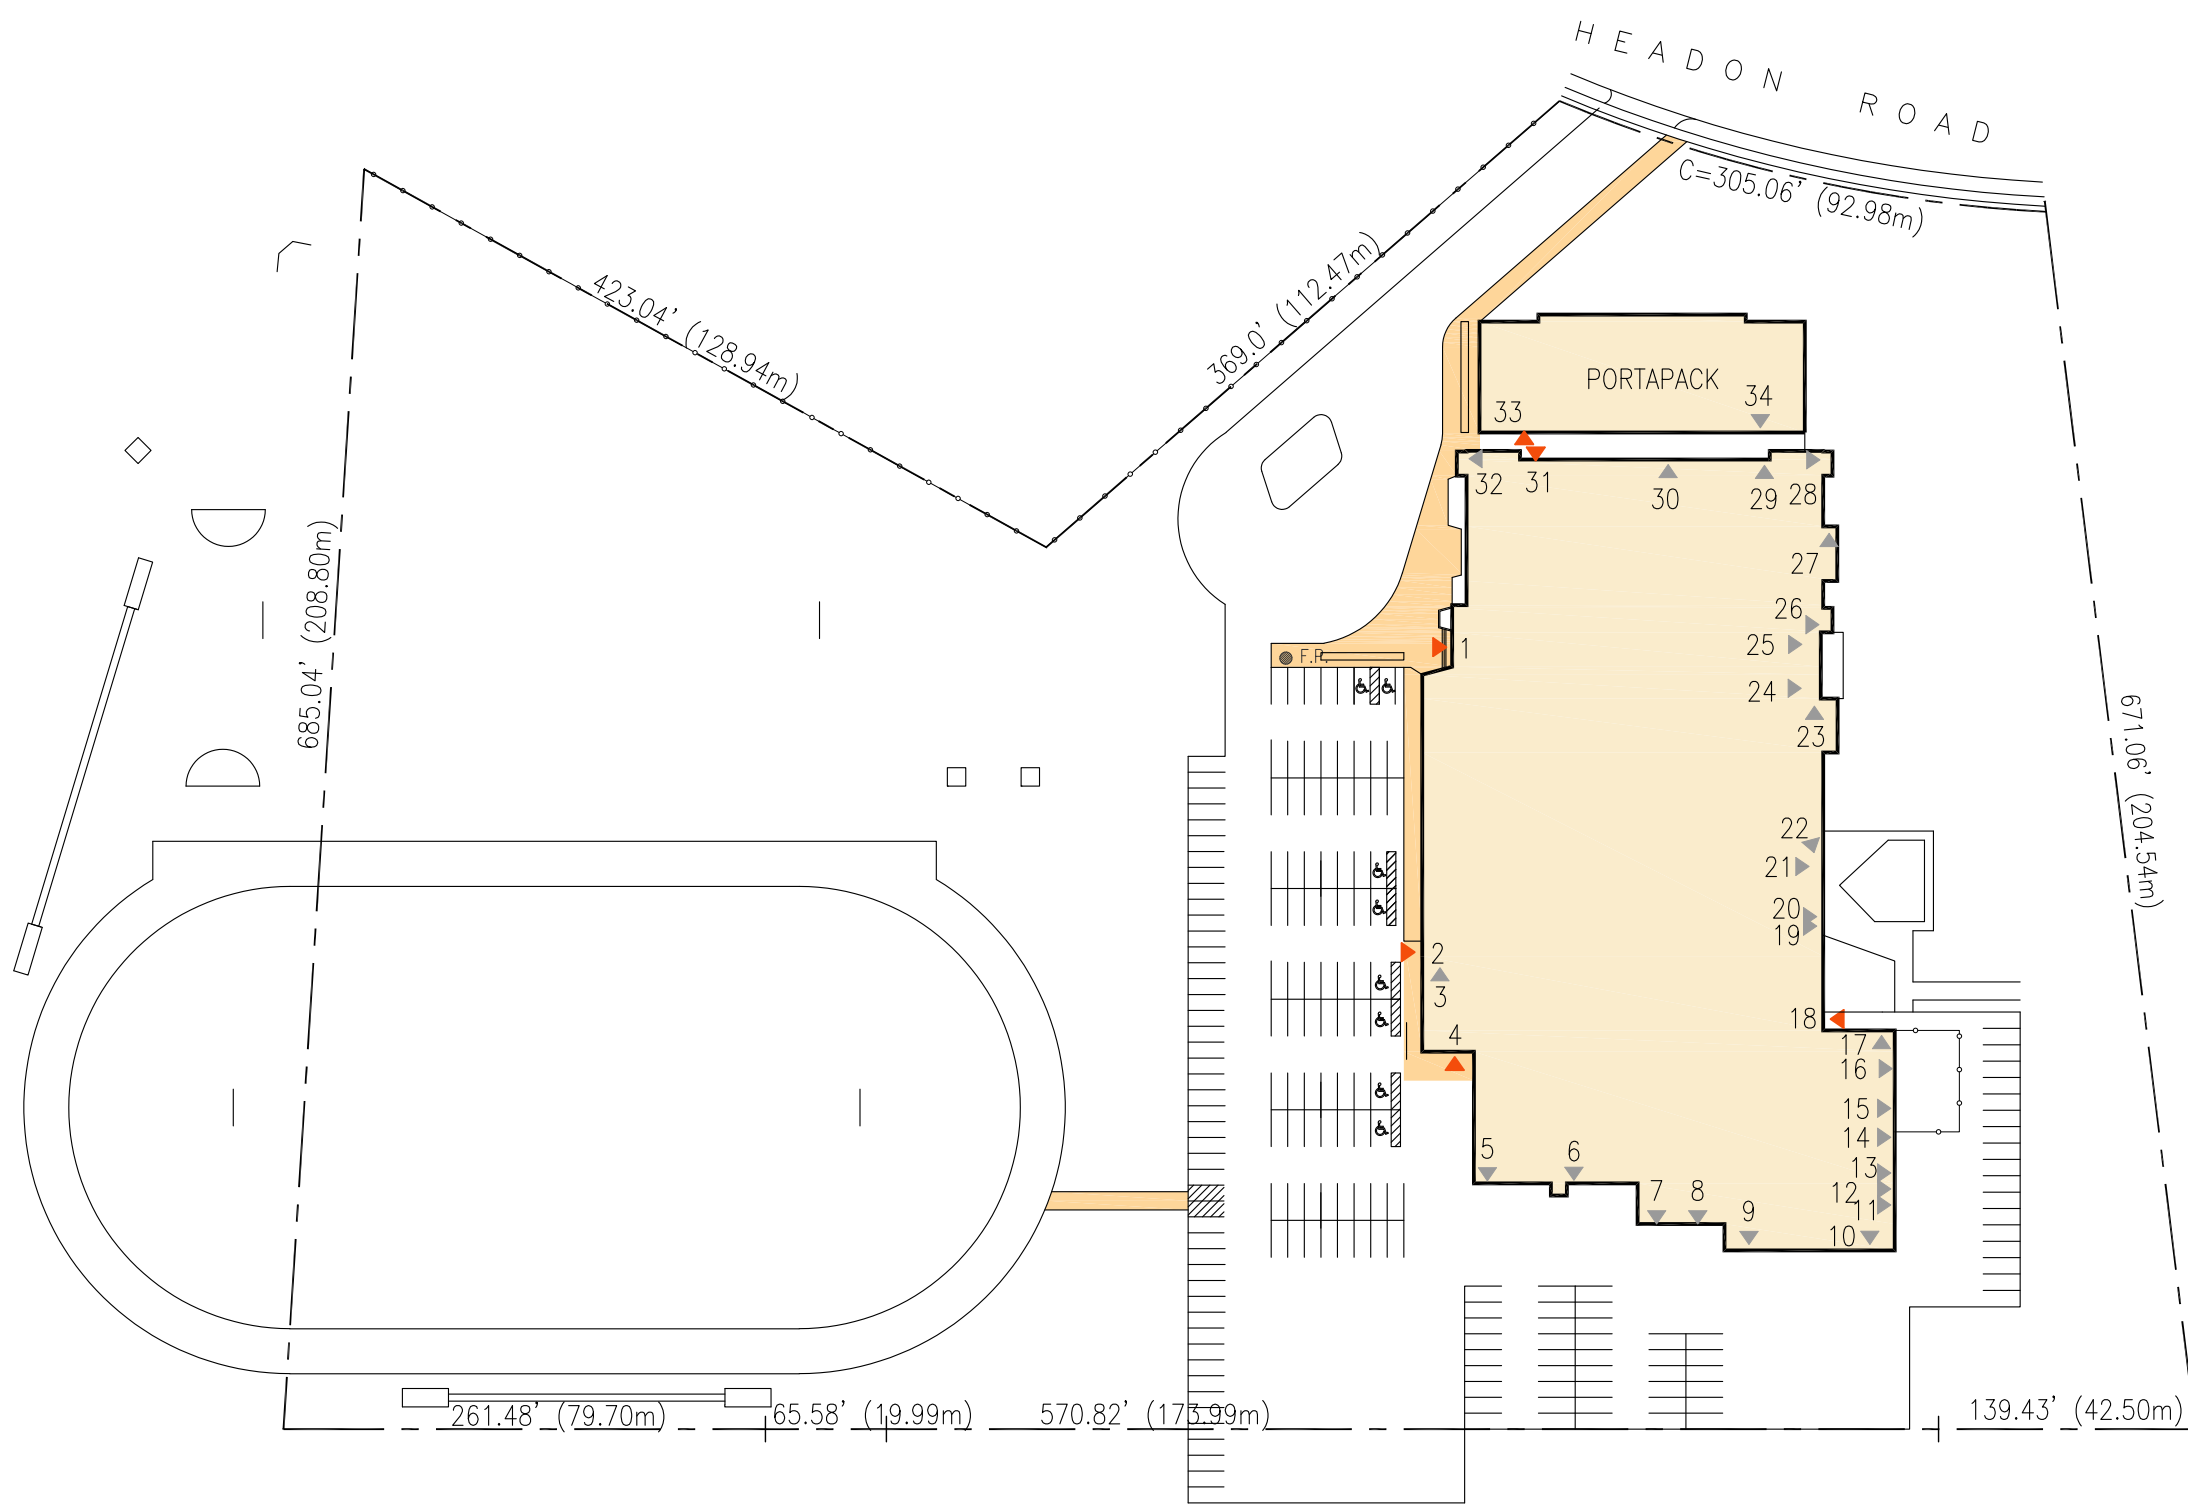 HEADON ROAD
C=305.06' (92.98m)
423.04' (128.94m)
369.0' (112.47m)
685.04' (208.80m)
671.06' (204.54m)
PORTAPACK
34
33
32
31
30
29
28
27
26
25
24
23
F.P.
1
22
21
20
19
2
3
18
4
17
16
15
14
13
12
11
10
5
6
7
8
9
261.48' (79.70m)
65.58' (19.99m)
570.82' (173.99m)
139.43' (42.50m)